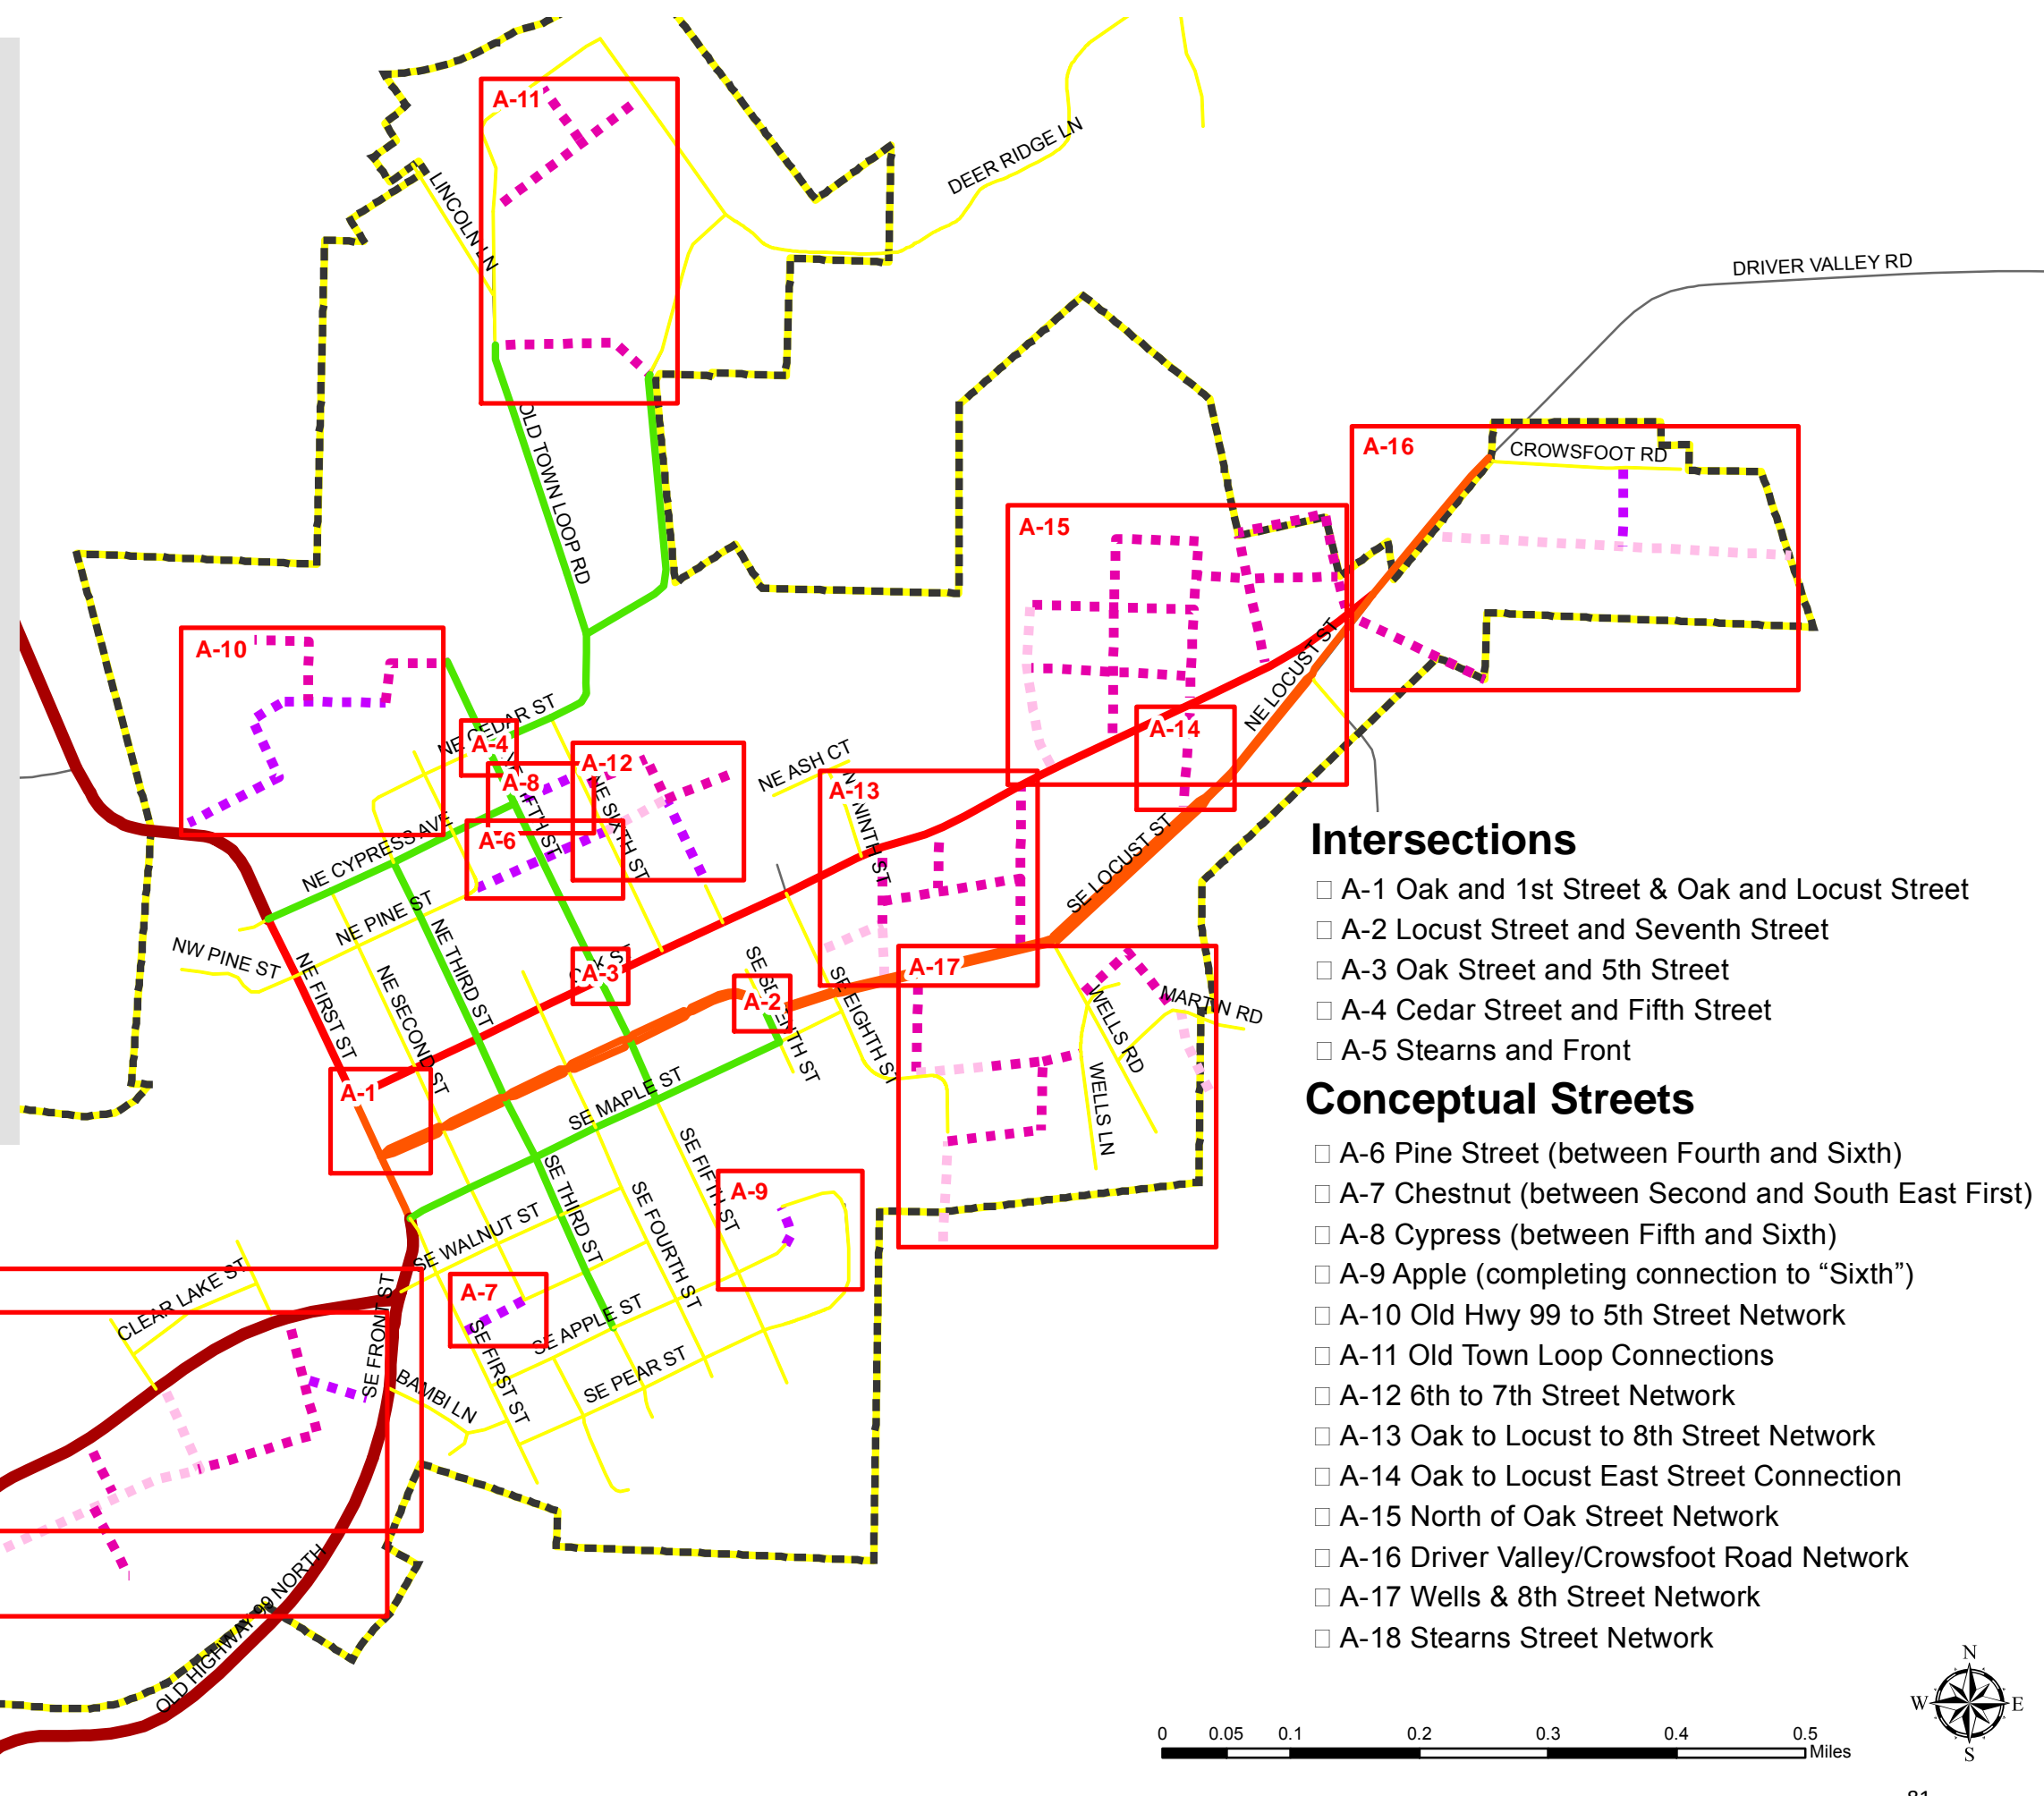 A-11
LINCOLN LN
DEER RIDGE LN
DRIVER VALLEY RD
OLD TOWN LOOP RD
A-16
CROWSFOOT RD
A-15
A-10
NE LOCUST ST
A-14
A-4
A-12
A-8
NE SIXTH ST
NE ASH CT
A-13
NE CYPRESS AVE
A-6
NE PINE ST
NW PINE ST
NE FIRST ST
NE SECOND ST
NE THIRD ST
SE LOCUST ST
A-3
A-2
SE EIGHTH ST
A-17
WELLS RD
MARTIN RD
WELLS LN
A-1
SE MAPLE ST
SE FIFTH ST
A-9
SE THIRD ST
SE FOURTH ST
SE WALNUT ST
CLEAR LAKE ST
SE FRONT ST
A-7
SE FIRST ST
SE APPLE ST
SE PEAR ST
BAMBI LN
OLD HIGHWAY 99 NORTH
Intersections
A-1 Oak and 1st Street & Oak and Locust Street
A-2 Locust Street and Seventh Street
A-3 Oak Street and 5th Street
A-4 Cedar Street and Fifth Street
A-5 Stearns and Front
Conceptual Streets
A-6 Pine Street (between Fourth and Sixth)
A-7 Chestnut (between Second and South East First)
A-8 Cypress (between Fifth and Sixth)
A-9 Apple (completing connection to “Sixth”)
A-10 Old Hwy 99 to 5th Street Network
A-11 Old Town Loop Connections
A-12 6th to 7th Street Network
A-13 Oak to Locust to 8th Street Network
A-14 Oak to Locust East Street Connection
A-15 North of Oak Street Network
A-16 Driver Valley/Crowsfoot Road Network
A-17 Wells & 8th Street Network
A-18 Stearns Street Network
N
W E
S
0 0.05 0.1 0.2 0.3 0.4 0.5
Miles